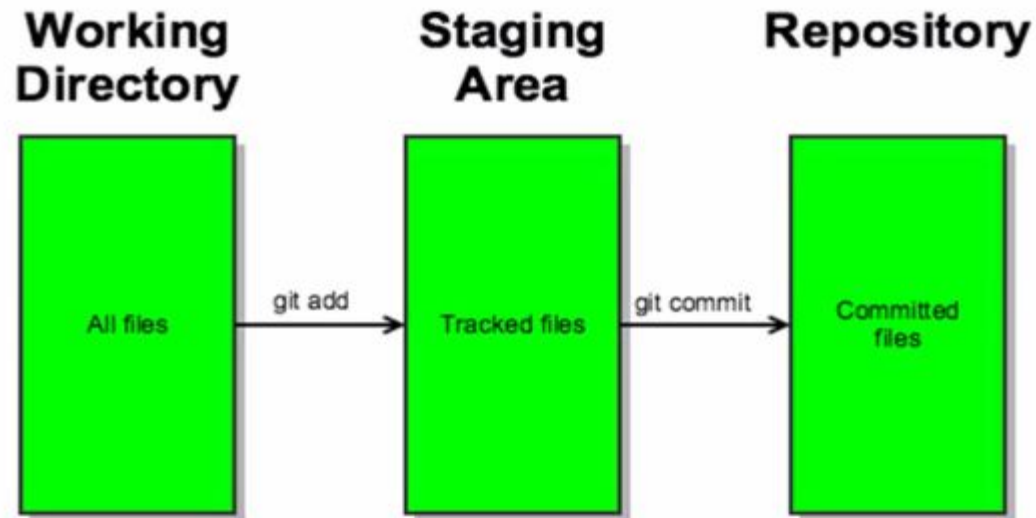 Working
Directory
Staging
Area
Repository
All files
git add
Tracked files
git commit
Committed
files